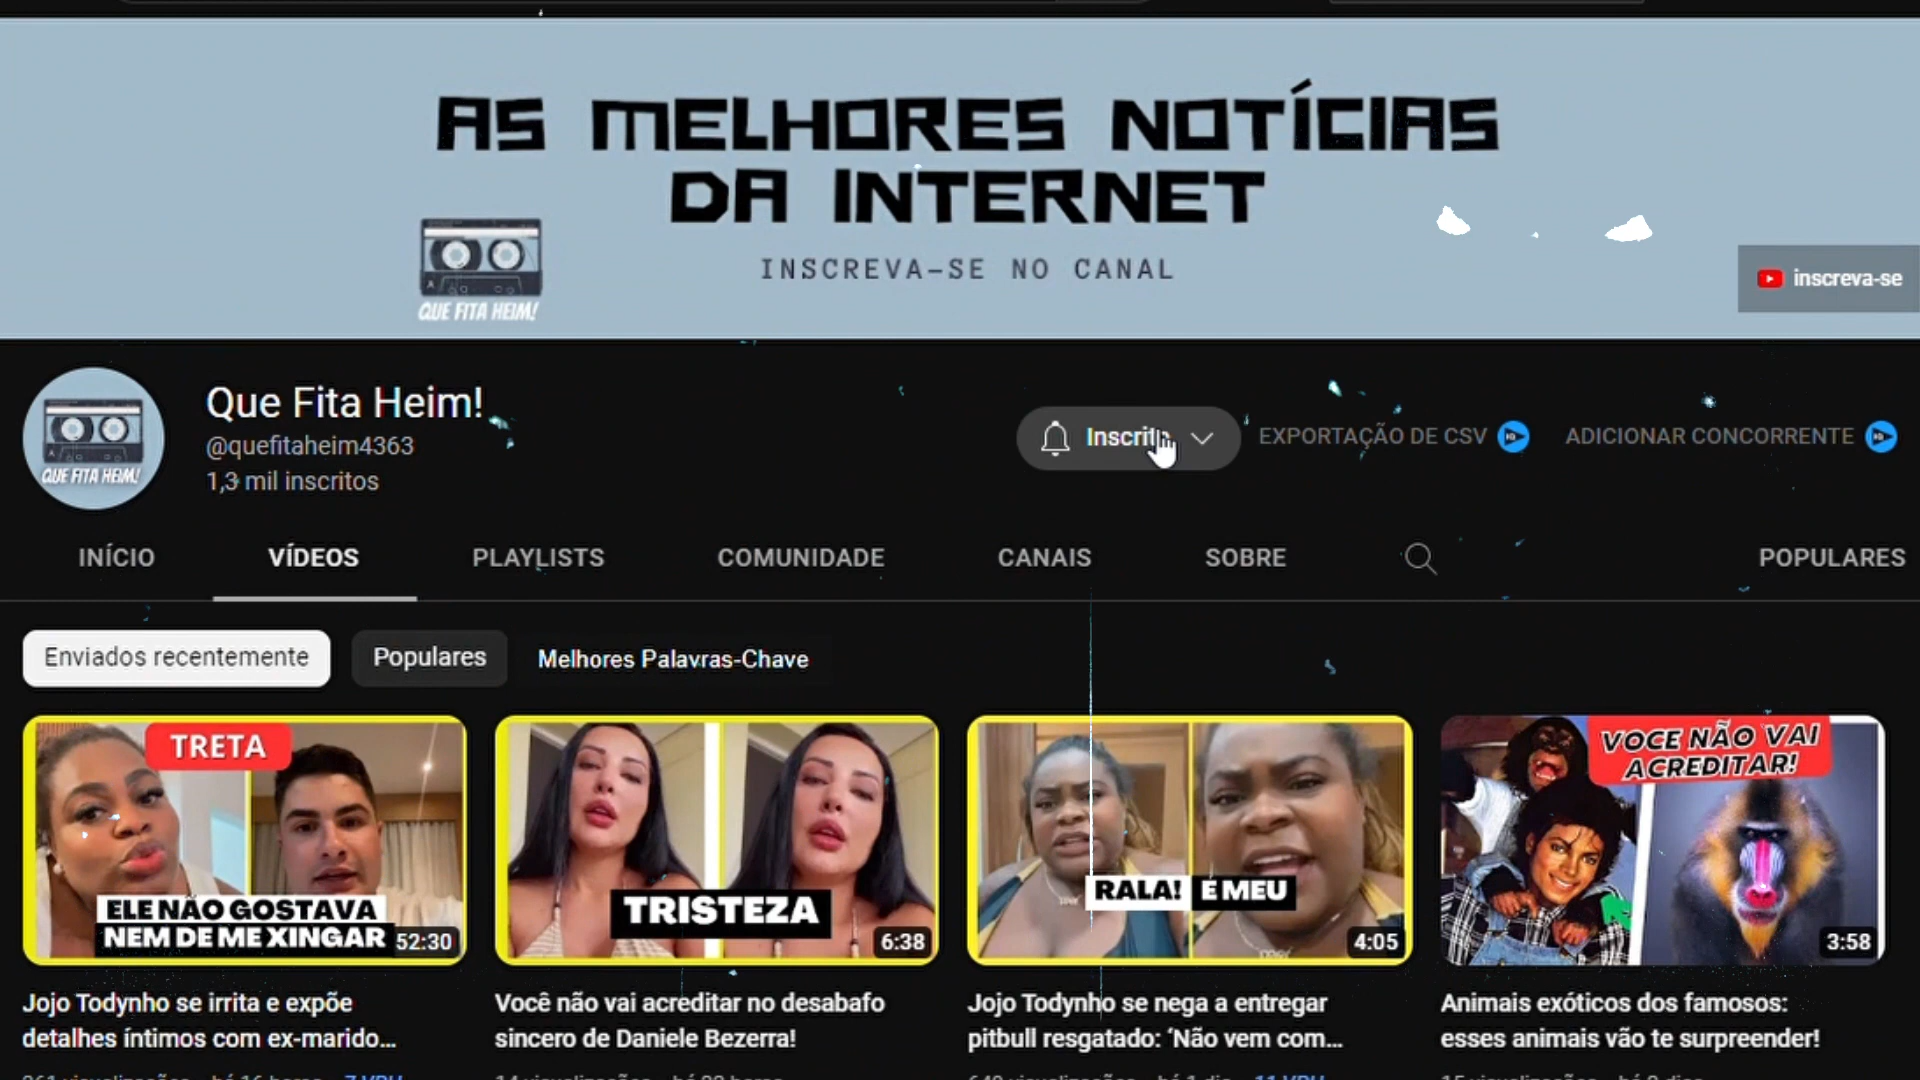 AS MELHORES NOTÍCIAS
DA INTERNET
INSCREVA-SE NO CANAL
QUE FITA HEIM!
inscreva-se
Que Fita Heim!
@quefitaheim4363
1,3 mil inscritos
QUE FITA HEIM!
EXPORTAÇÃO DE CSV
ADICIONAR CONCORRENTE
INÍCIO
VÍDEOS
PLAYLISTS
COMUNIDADE
CANAIS
SOBRE
POPULARES
Enviados recentemente
Populares
Melhores Palavras-Chave
TRETA
ELE NÃO GOSTAVA
NEM DE ME XINGAR
52:30
TRISTEZA
6:38
RALA! E MEU
4:05
VOCE NÃO VAI
ACREDITAR!
3:58
Jojo Todynho se irrita e expõe
detalhes íntimos com ex-marido...
Você não vai acreditar no desabafo
sincero de Daniele Bezerra!
Jojo Todynho se nega a entregar
pitbull resgatado: ‘Não vem com...
Animais exóticos dos famosos:
esses animais vão te surpreender!